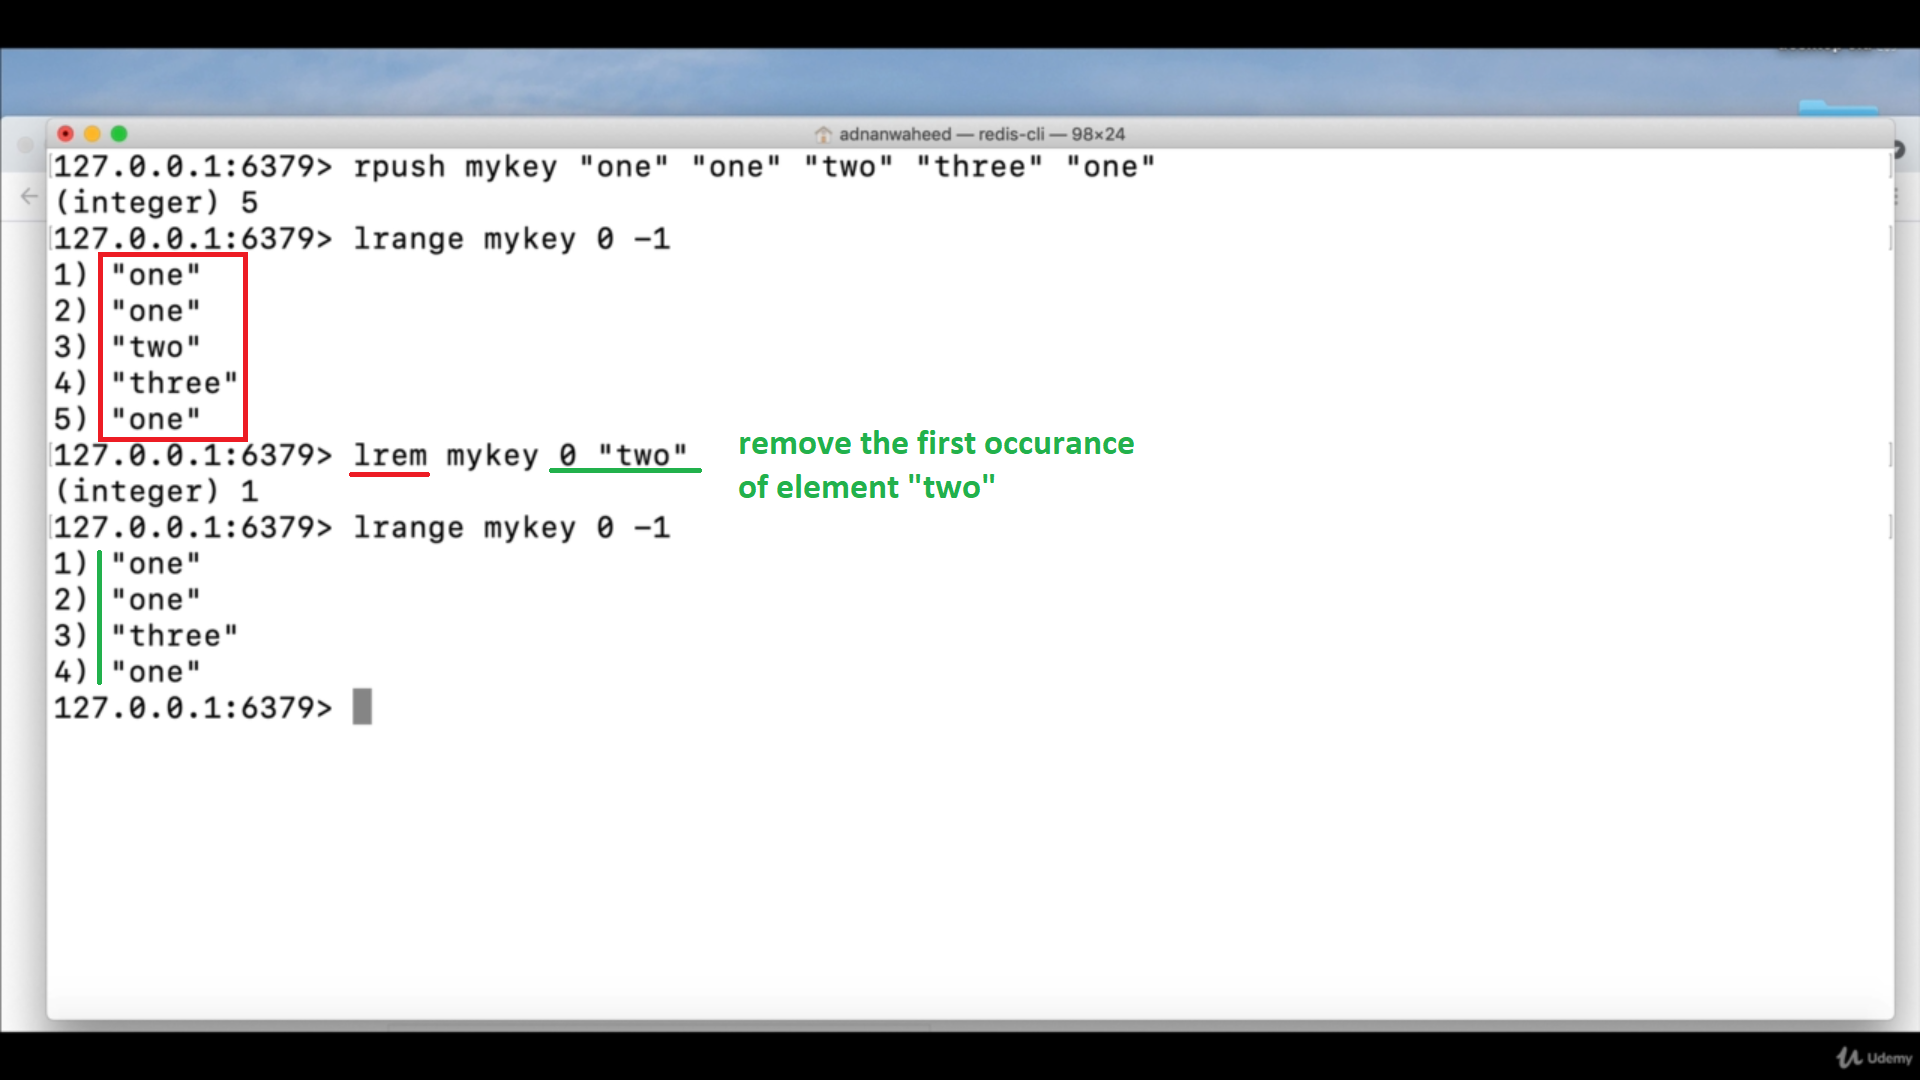 adnanwaheed — redis-cli — 98×24
127.0.0.1:6379> rpush mykey "one" "one" "two" "three" "one"
(integer) 5
127.0.0.1:6379> lrange mykey 0 -1
1) "one"
2) "one"
3) "two"
4) "three"
5) "one"
127.0.0.1:6379> lrem mykey 0 "two"
remove the first occurance
of element "two"
(integer) 1
127.0.0.1:6379> lrange mykey 0 -1
1) "one"
2) "one"
3) "three"
4) "one"
127.0.0.1:6379>
Udemy